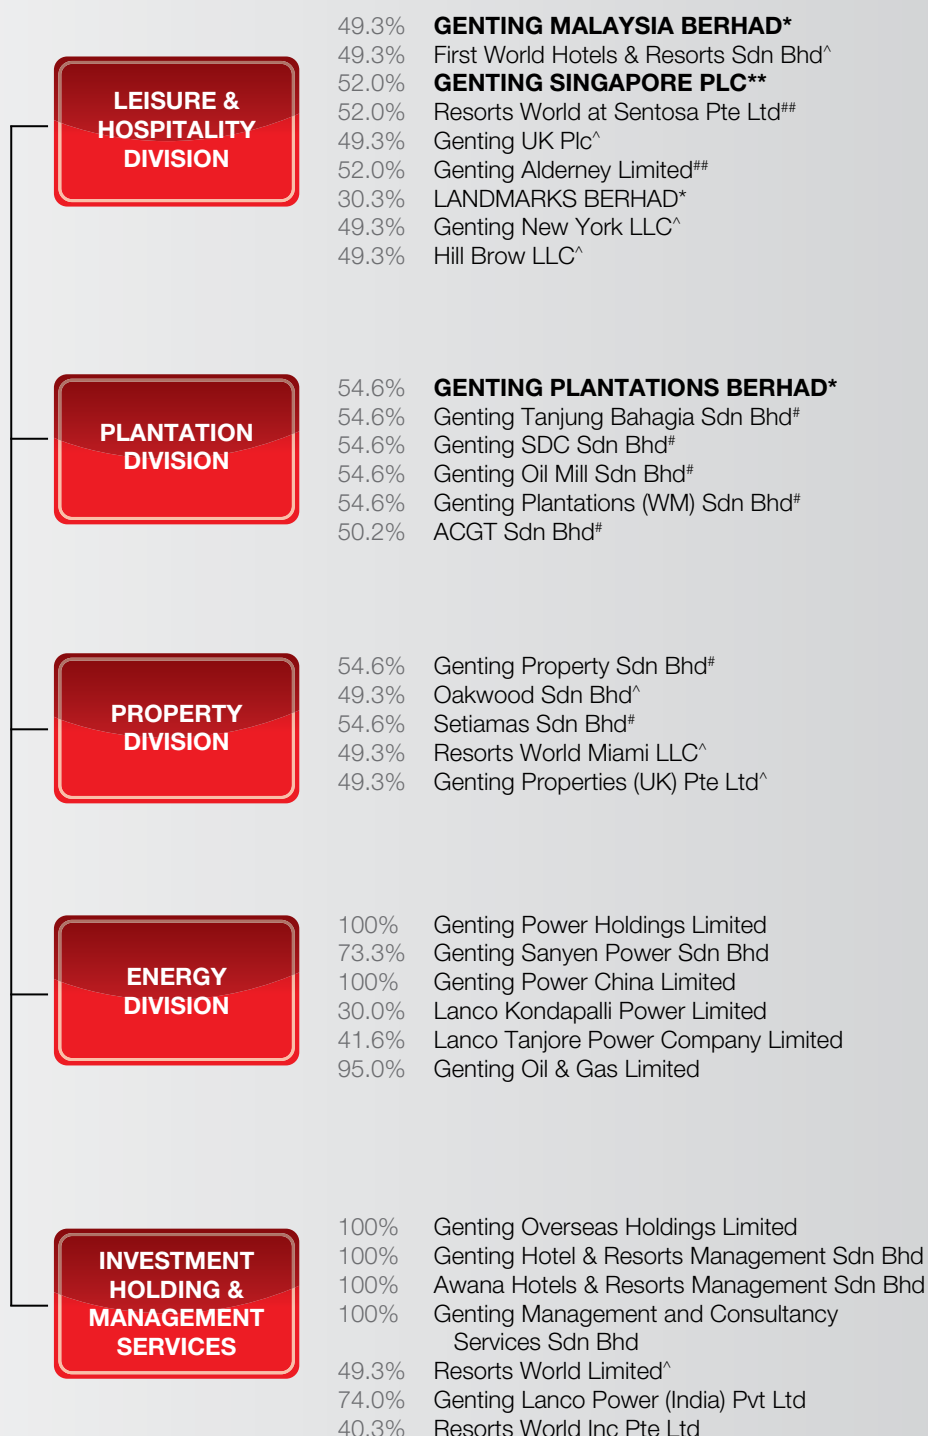 LEISURE &
HOSPITALITY
DIVISION
49.3% GENTING MALAYSIA BERHAD*
49.3% First World Hotels & Resorts Sdn Bhd^
52.0% GENTING SINGAPORE PLC**
52.0% Resorts World at Sentosa Pte Ltd##
49.3% Genting UK Plc^
52.0% Genting Alderney Limited##
30.3% LANDMARKS BERHAD*
49.3% Genting New York LLC^
49.3% Hill Brow LLC^
PLANTATION
DIVISION
54.6% GENTING PLANTATIONS BERHAD*
54.6% Genting Tanjung Bahagia Sdn Bhd#
54.6% Genting SDC Sdn Bhd#
54.6% Genting Oil Mill Sdn Bhd#
54.6% Genting Plantations (WM) Sdn Bhd#
50.2% ACGT Sdn Bhd#
PROPERTY
DIVISION
54.6% Genting Property Sdn Bhd#
49.3% Oakwood Sdn Bhd^
54.6% Setiamas Sdn Bhd#
49.3% Resorts World Miami LLC^
49.3% Genting Properties (UK) Pte Ltd^
ENERGY
DIVISION
100% Genting Power Holdings Limited
73.3% Genting Sanyen Power Sdn Bhd
100% Genting Power China Limited
30.0% Lanco Kondapalli Power Limited
41.6% Lanco Tanjore Power Company Limited
95.0% Genting Oil & Gas Limited
INVESTMENT
HOLDING &
MANAGEMENT
SERVICES
100% Genting Overseas Holdings Limited
100% Genting Hotel & Resorts Management Sdn Bhd
100% Awana Hotels & Resorts Management Sdn Bhd
100% Genting Management and Consultancy
Services Sdn Bhd
49.3% Resorts World Limited^
74.0% Genting Lanco Power (India) Pvt Ltd
40.3% Resorts World Inc Pte Ltd